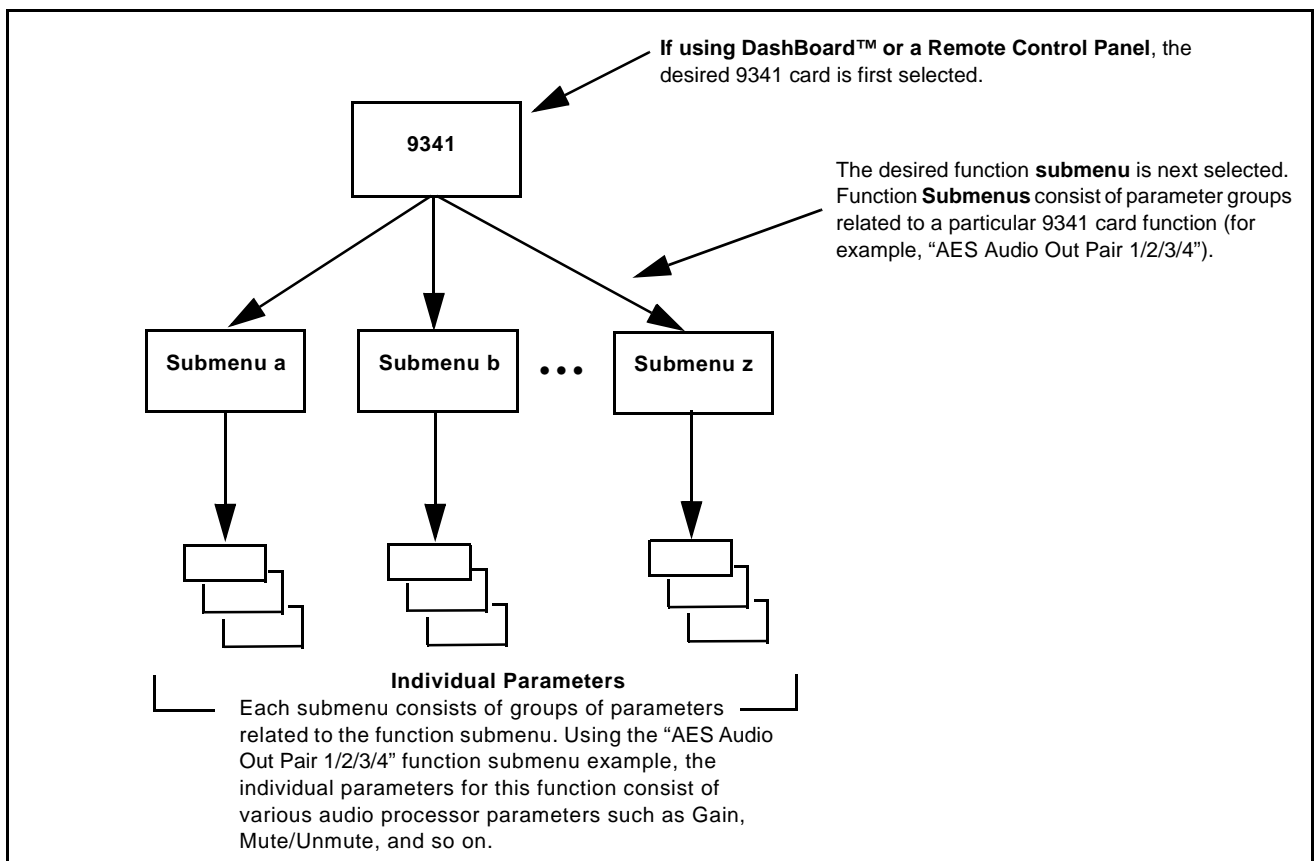 If using DashBoard™ or a Remote Control Panel, the
desired 9341 card is first selected.
9341
The desired function submenu is next selected.
Function Submenus consist of parameter groups
related to a particular 9341 card function (for
example, “AES Audio Out Pair 1/2/3/4”).
Submenu a
Submenu b
•••
Submenu z
Individual Parameters
Each submenu consists of groups of parameters
related to the function submenu. Using the “AES Audio
Out Pair 1/2/3/4” function submenu example, the
individual parameters for this function consist of
various audio processor parameters such as Gain,
Mute/Unmute, and so on.